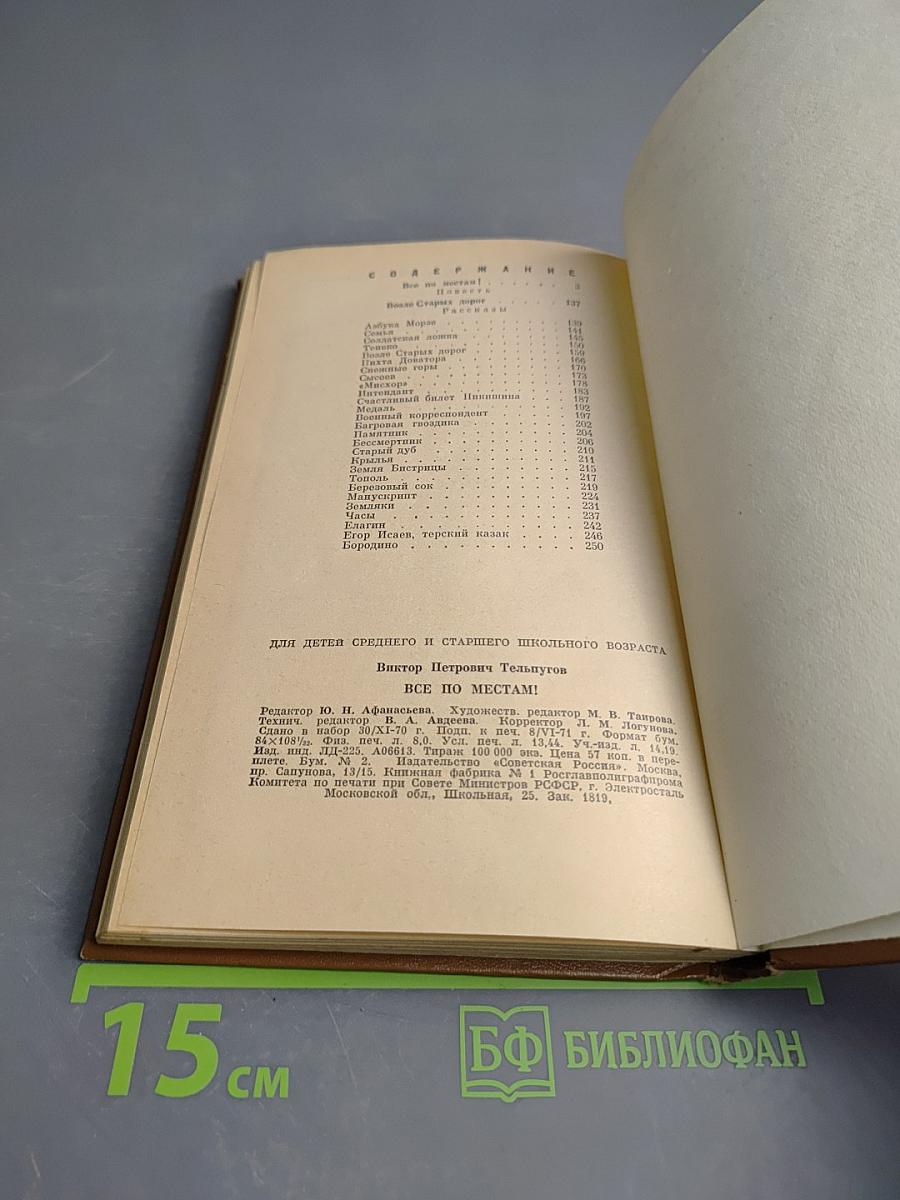 СОДЕРЖАНИЕ
Все по местам! . . . . . . 3
Повесть
Возле Старых дорог . . . . . 137
Рассказы
Азбука Морзе . . . . . . . . . 139
Семья . . . . . . . . . . . 141
Солдатская ложка . . . . . . . . 145
. . . . . . . . . . . 150
Возле Старых дорог . . . . . . . 159
Пихта Доватора . . . . . . . . 166
Снежные горы . . . . . . . . . 170
Сысоев . . . . . . . . . . . 173
«Мисхор» . . . . . . . . . . 178
Интендант . . . . . . . . . . 183
Счастливый билет Никишина . . . . 187
Медаль . . . . . . . . . . . 192
Военный корреспондент . . . . . . 197
Багровая гвоздика . . . . . . . 202
Памятник . . . . . . . . . . 204
Бессмертник . . . . . . . . . 206
Старый дуб . . . . . . . . . 210
Крылья . . . . . . . . . . . 211
Земля Бистрицы . . . . . . . . 215
Тополь . . . . . . . . . . . 217
Березовый сок . . . . . . . . . 219
Манускрипт . . . . . . . . . . 224
Земляки . . . . . . . . . . . 231
Часы . . . . . . . . . . . . 237
Елагин . . . . . . . . . . . 242
Егор Исаев, терский казак . . . . 246
Бородино . . . . . . . . . . . 250
ДЛЯ ДЕТЕЙ СРЕДНЕГО И СТАРШЕГО ШКОЛЬНОГО ВОЗРАСТА
Виктор Петрович Тельпугов
ВСЕ ПО МЕСТАМ!
Редактор Ю. Н. Афанасьева. Художеств. редактор М. В. Таирова.
Технич. редактор В. А. Авдеева. Корректор Л. М. Логунова.
Сдано в набор 30/XI-70 г. Подп. к печ. 8/VI-71 г. Формат бум.
84×108¹/₃₂. Физ. печ. л. 8,0. Усл. печ. л. 13,44. Уч.-изд. л. 14,19.
Изд. инд. ЛД-225. А06613. Тираж 100 000 экз. Цена 57 коп. в пере-
плете. Бум. № 2. Издательство «Советская Россия». Москва,
пр. Сапунова, 13/15. Книжная фабрика № 1 Росглавполиграфпрома
Комитета по печати при Совете Министров РСФСР, г. Электросталь
Московской обл., Школьная, 25. Зак. 1819.
15 см
БФ БИБЛИОФАН